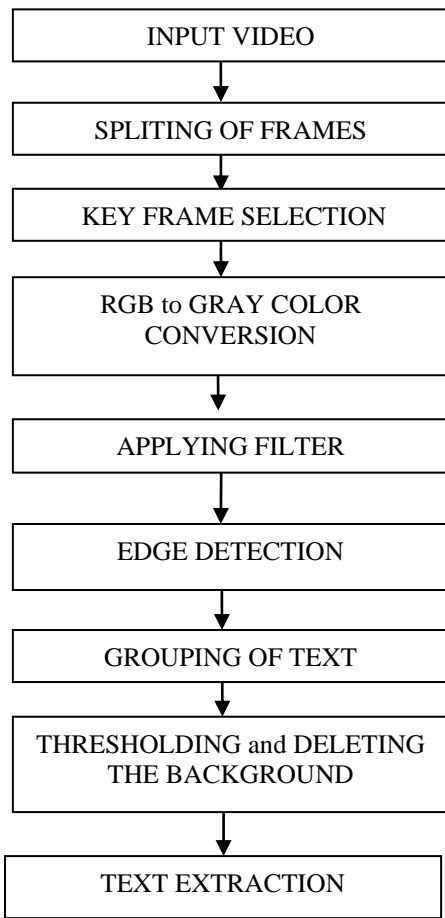 INPUT VIDEO
SPLITING OF FRAMES
KEY FRAME SELECTION
RGB to GRAY COLOR
CONVERSION
APPLYING FILTER
EDGE DETECTION
GROUPING OF TEXT
THRESHOLDING and DELETING
THE BACKGROUND
TEXT EXTRACTION